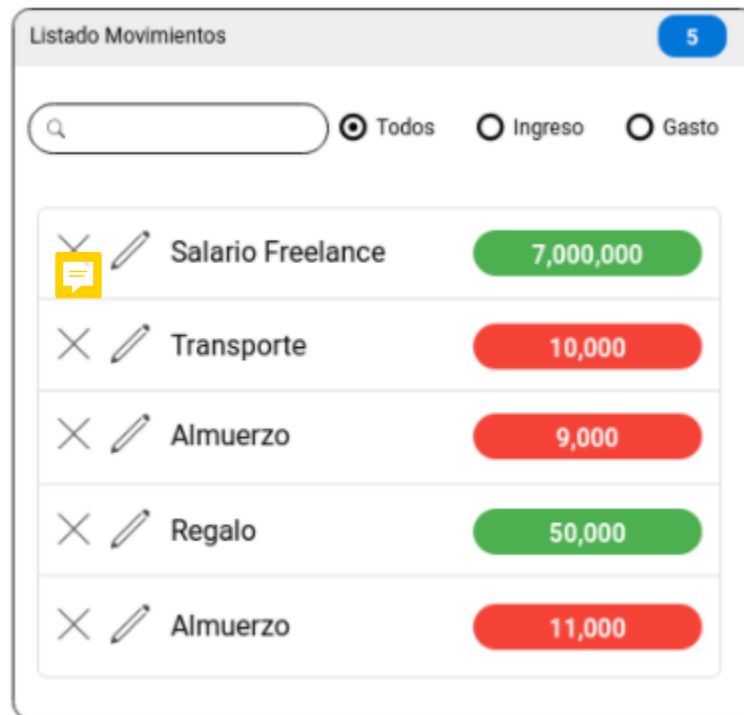 Listado Movimientos 5
Todos Ingreso Gasto
Salario Freelance 7,000,000
Transporte 10,000
Almuerzo 9,000
Regalo 50,000
Almuerzo 11,000